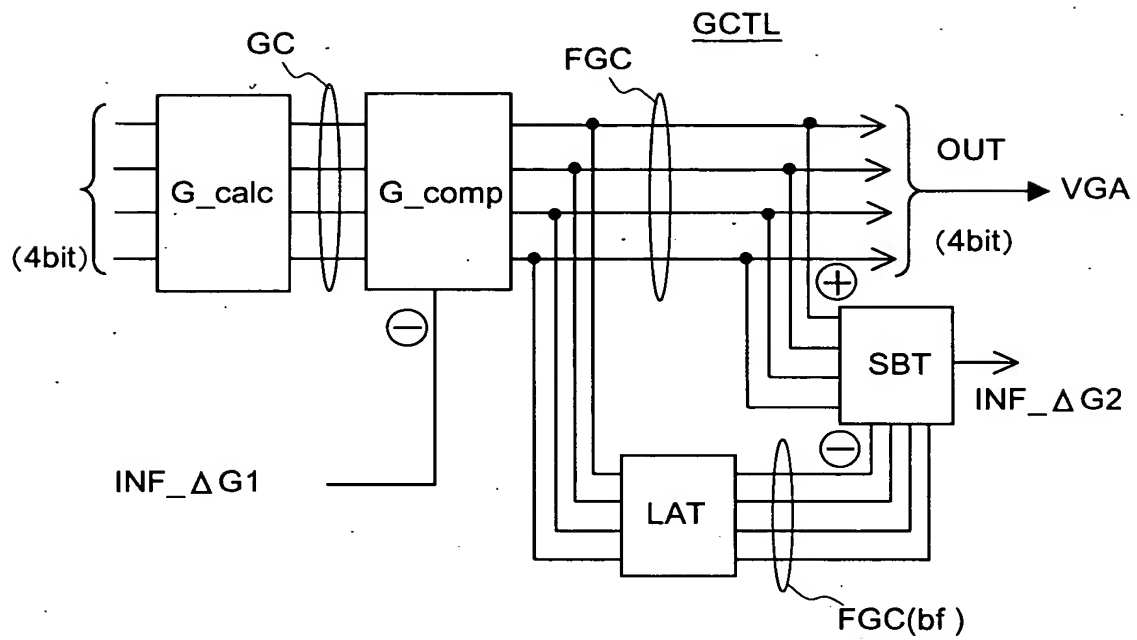 GCTL
GC
FGC
G_calc
G_comp
OUT
VGA
(4bit)
(4bit)
+
−
SBT
INF_ΔG2
−
INF_ΔG1
LAT
FGC(bf)